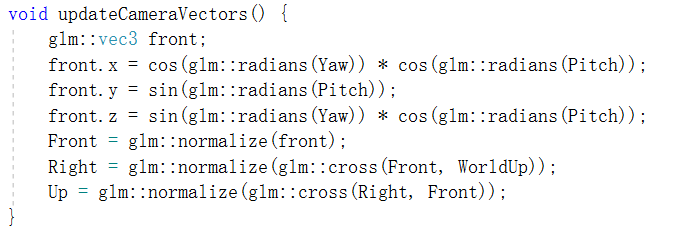 void updateCameraVectors() {
    glm::vec3 front;
    front.x = cos(glm::radians(Yaw)) * cos(glm::radians(Pitch));
    front.y = sin(glm::radians(Pitch));
    front.z = sin(glm::radians(Yaw)) * cos(glm::radians(Pitch));
    Front = glm::normalize(front);
    Right = glm::normalize(glm::cross(Front, WorldUp));
    Up = glm::normalize(glm::cross(Right, Front));
}